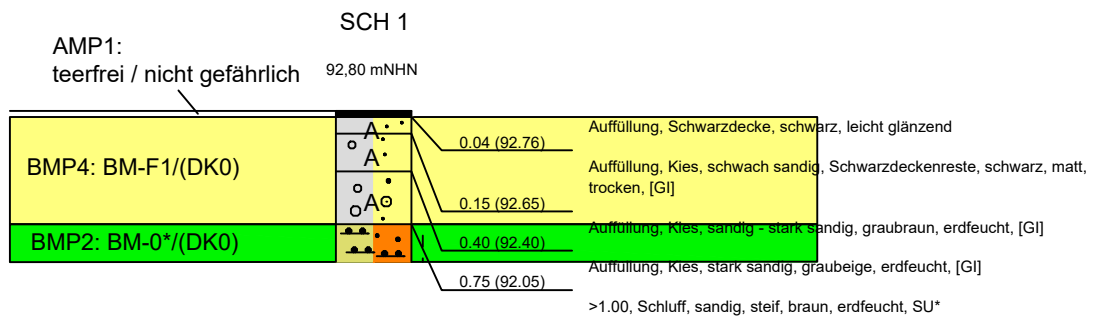 SCH 1
AMP1:
teerfrei / nicht gefährlich
92,80 mNHN
A
A
A
BMP4: BM-F1/(DK0)
BMP2: BM-0*/(DK0)
0.04 (92.76)
0.15 (92.65)
0.40 (92.40)
0.75 (92.05)
Auffüllung, Schwarzdecke, schwarz, leicht glänzend
Auffüllung, Kies, schwach sandig, Schwarzdeckenreste, schwarz, matt,
trocken, [GI]
Auffüllung, Kies, sandig - stark sandig, graubraun, erdfeucht, [GI]
Auffüllung, Kies, stark sandig, graubeige, erdfeucht, [GI]
>1.00, Schluff, sandig, steif, braun, erdfeucht, SU*